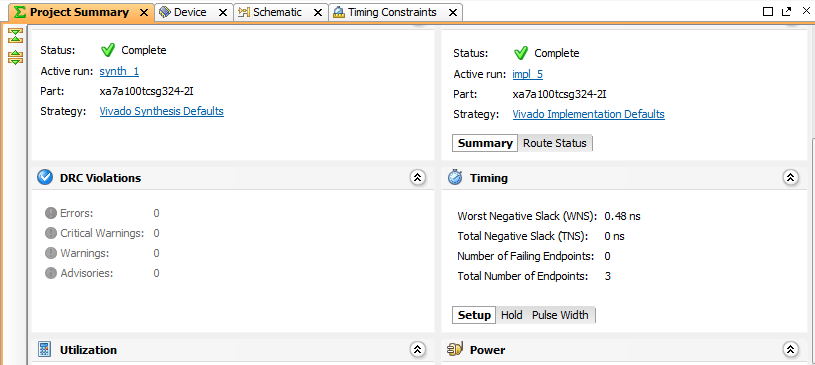 Project Summary Device Schematic Timing Constraints
Status: Complete
Active run: synth_1
Part: xa7a100tcsg324-2I
Strategy: Vivado Synthesis Defaults
Status: Complete
Active run: impl_5
Part: xa7a100tcsg324-2I
Strategy: Vivado Implementation Defaults
Summary Route Status
DRC Violations
Errors: 0
Critical Warnings: 0
Warnings: 0
Advisories: 0
Timing
Worst Negative Slack (WNS): 0.48 ns
Total Negative Slack (TNS): 0 ns
Number of Failing Endpoints: 0
Total Number of Endpoints: 3
Setup Hold Pulse Width
Utilization
Power